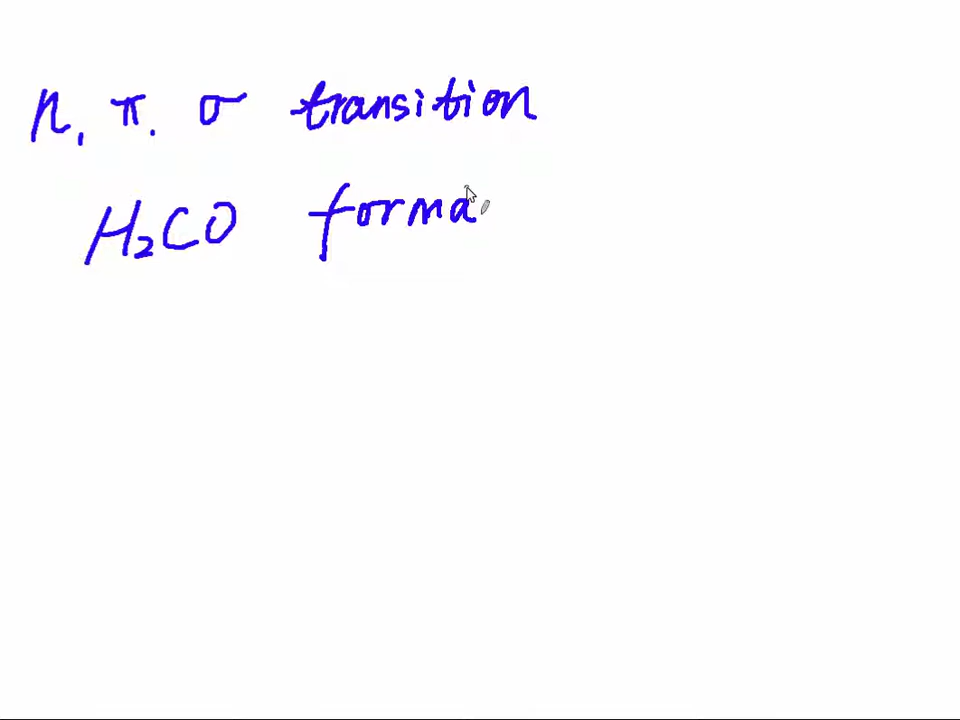 n, π. σ transition
H₂CO forma